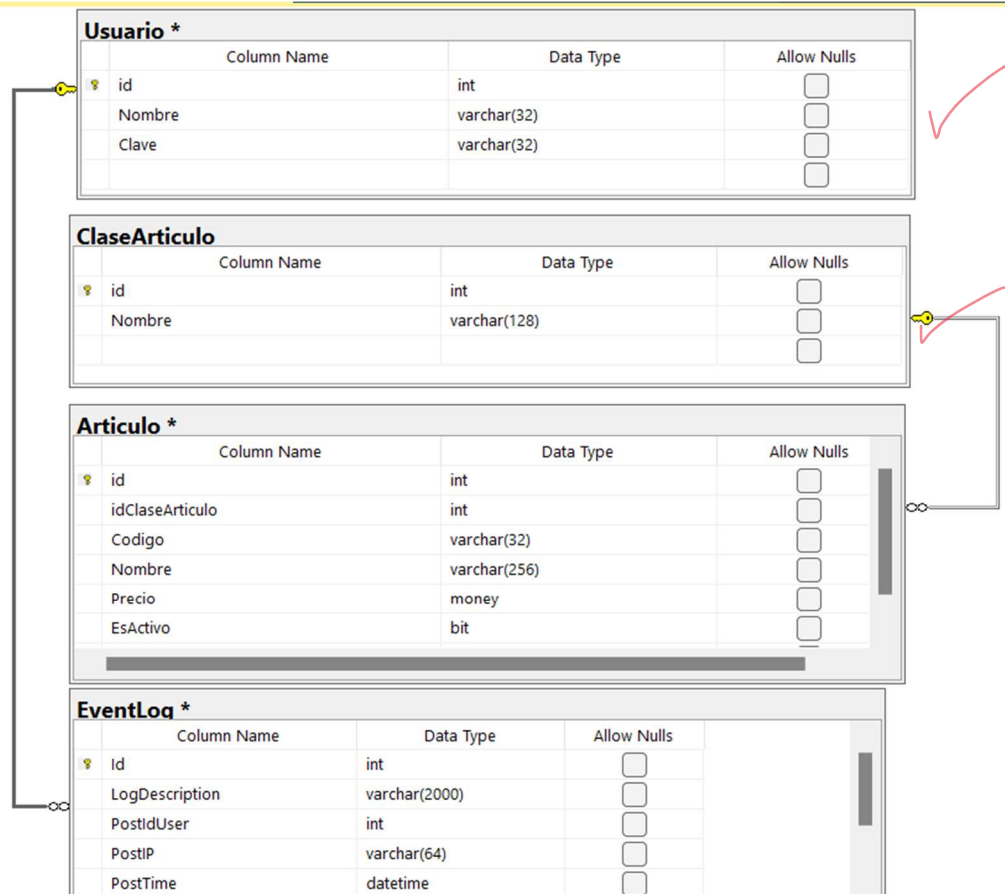 Usuario *
Column Name Data Type Allow Nulls
id int
Nombre varchar(32)
Clave varchar(32)
ClaseArticulo
Column Name Data Type Allow Nulls
id int
Nombre varchar(128)
Articulo *
Column Name Data Type Allow Nulls
id int
idClaseArticulo int
Codigo varchar(32)
Nombre varchar(256)
Precio money
EsActivo bit
EventLog *
Column Name Data Type Allow Nulls
Id int
LogDescription varchar(2000)
PostIdUser int
PostIP varchar(64)
PostTime datetime